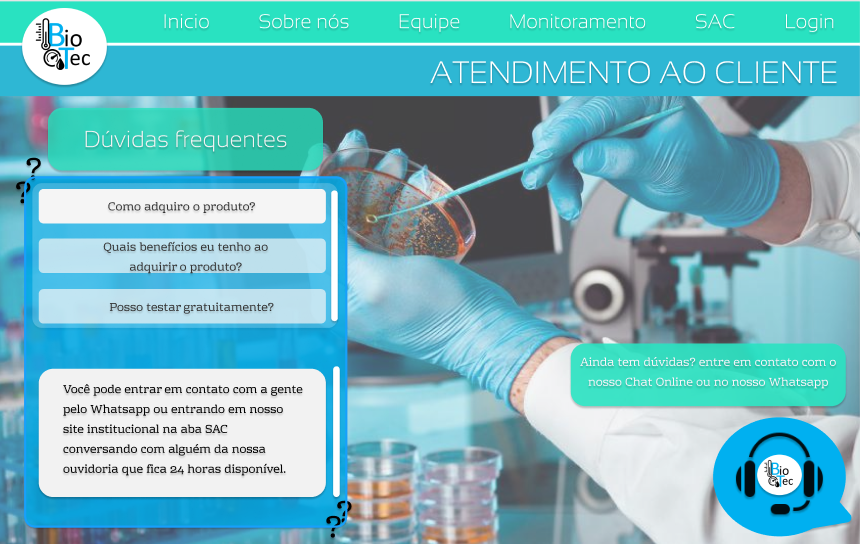 Bio
Tec
Inicio
Sobre nós
Equipe
Monitoramento
SAC
Login
ATENDIMENTO AO CLIENTE
Dúvidas frequentes
?
?
Como adquiro o produto?
Quais benefícios eu tenho ao
adquirir o produto?
Posso testar gratuitamente?
Você pode entrar em contato com a gente
pelo Whatsapp ou entrando em nosso
site institucional na aba SAC
conversando com alguém da nossa
ouvidoria que fica 24 horas disponível.
?
?
Ainda tem dúvidas? entre em contato com o
nosso Chat Online ou no nosso Whatsapp
Bio
Tec